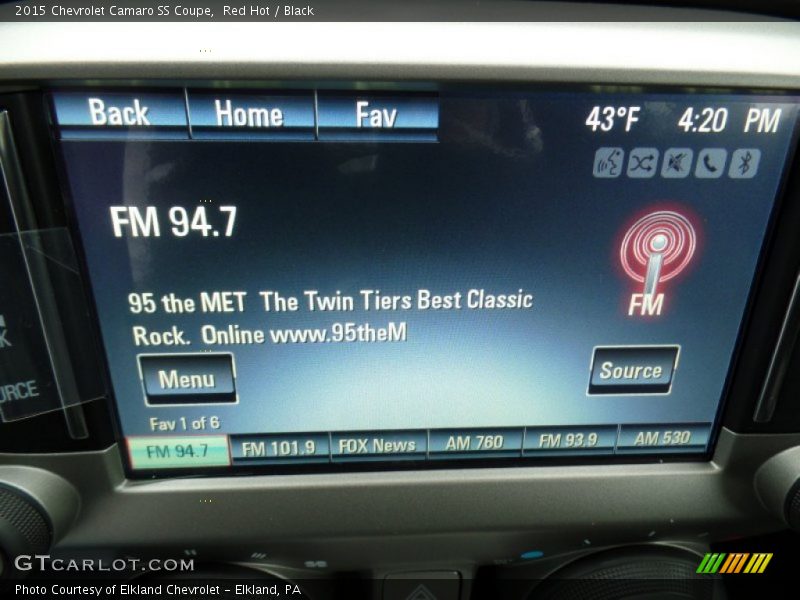 2015 Chevrolet Camaro SS Coupe,  Red Hot / Black
Back Home Fav 43°F 4:20 PM
FM 94.7
FM
95 the MET The Twin Tiers Best Classic
Rock. Online www.95theM
Menu Source
Fav 1 of 6
FM 94.7 FM 101.9 FOX News AM 760 FM 93.9 AM 530
GTCARLOT.COM
Photo Courtesy of Elkland Chevrolet - Elkland, PA